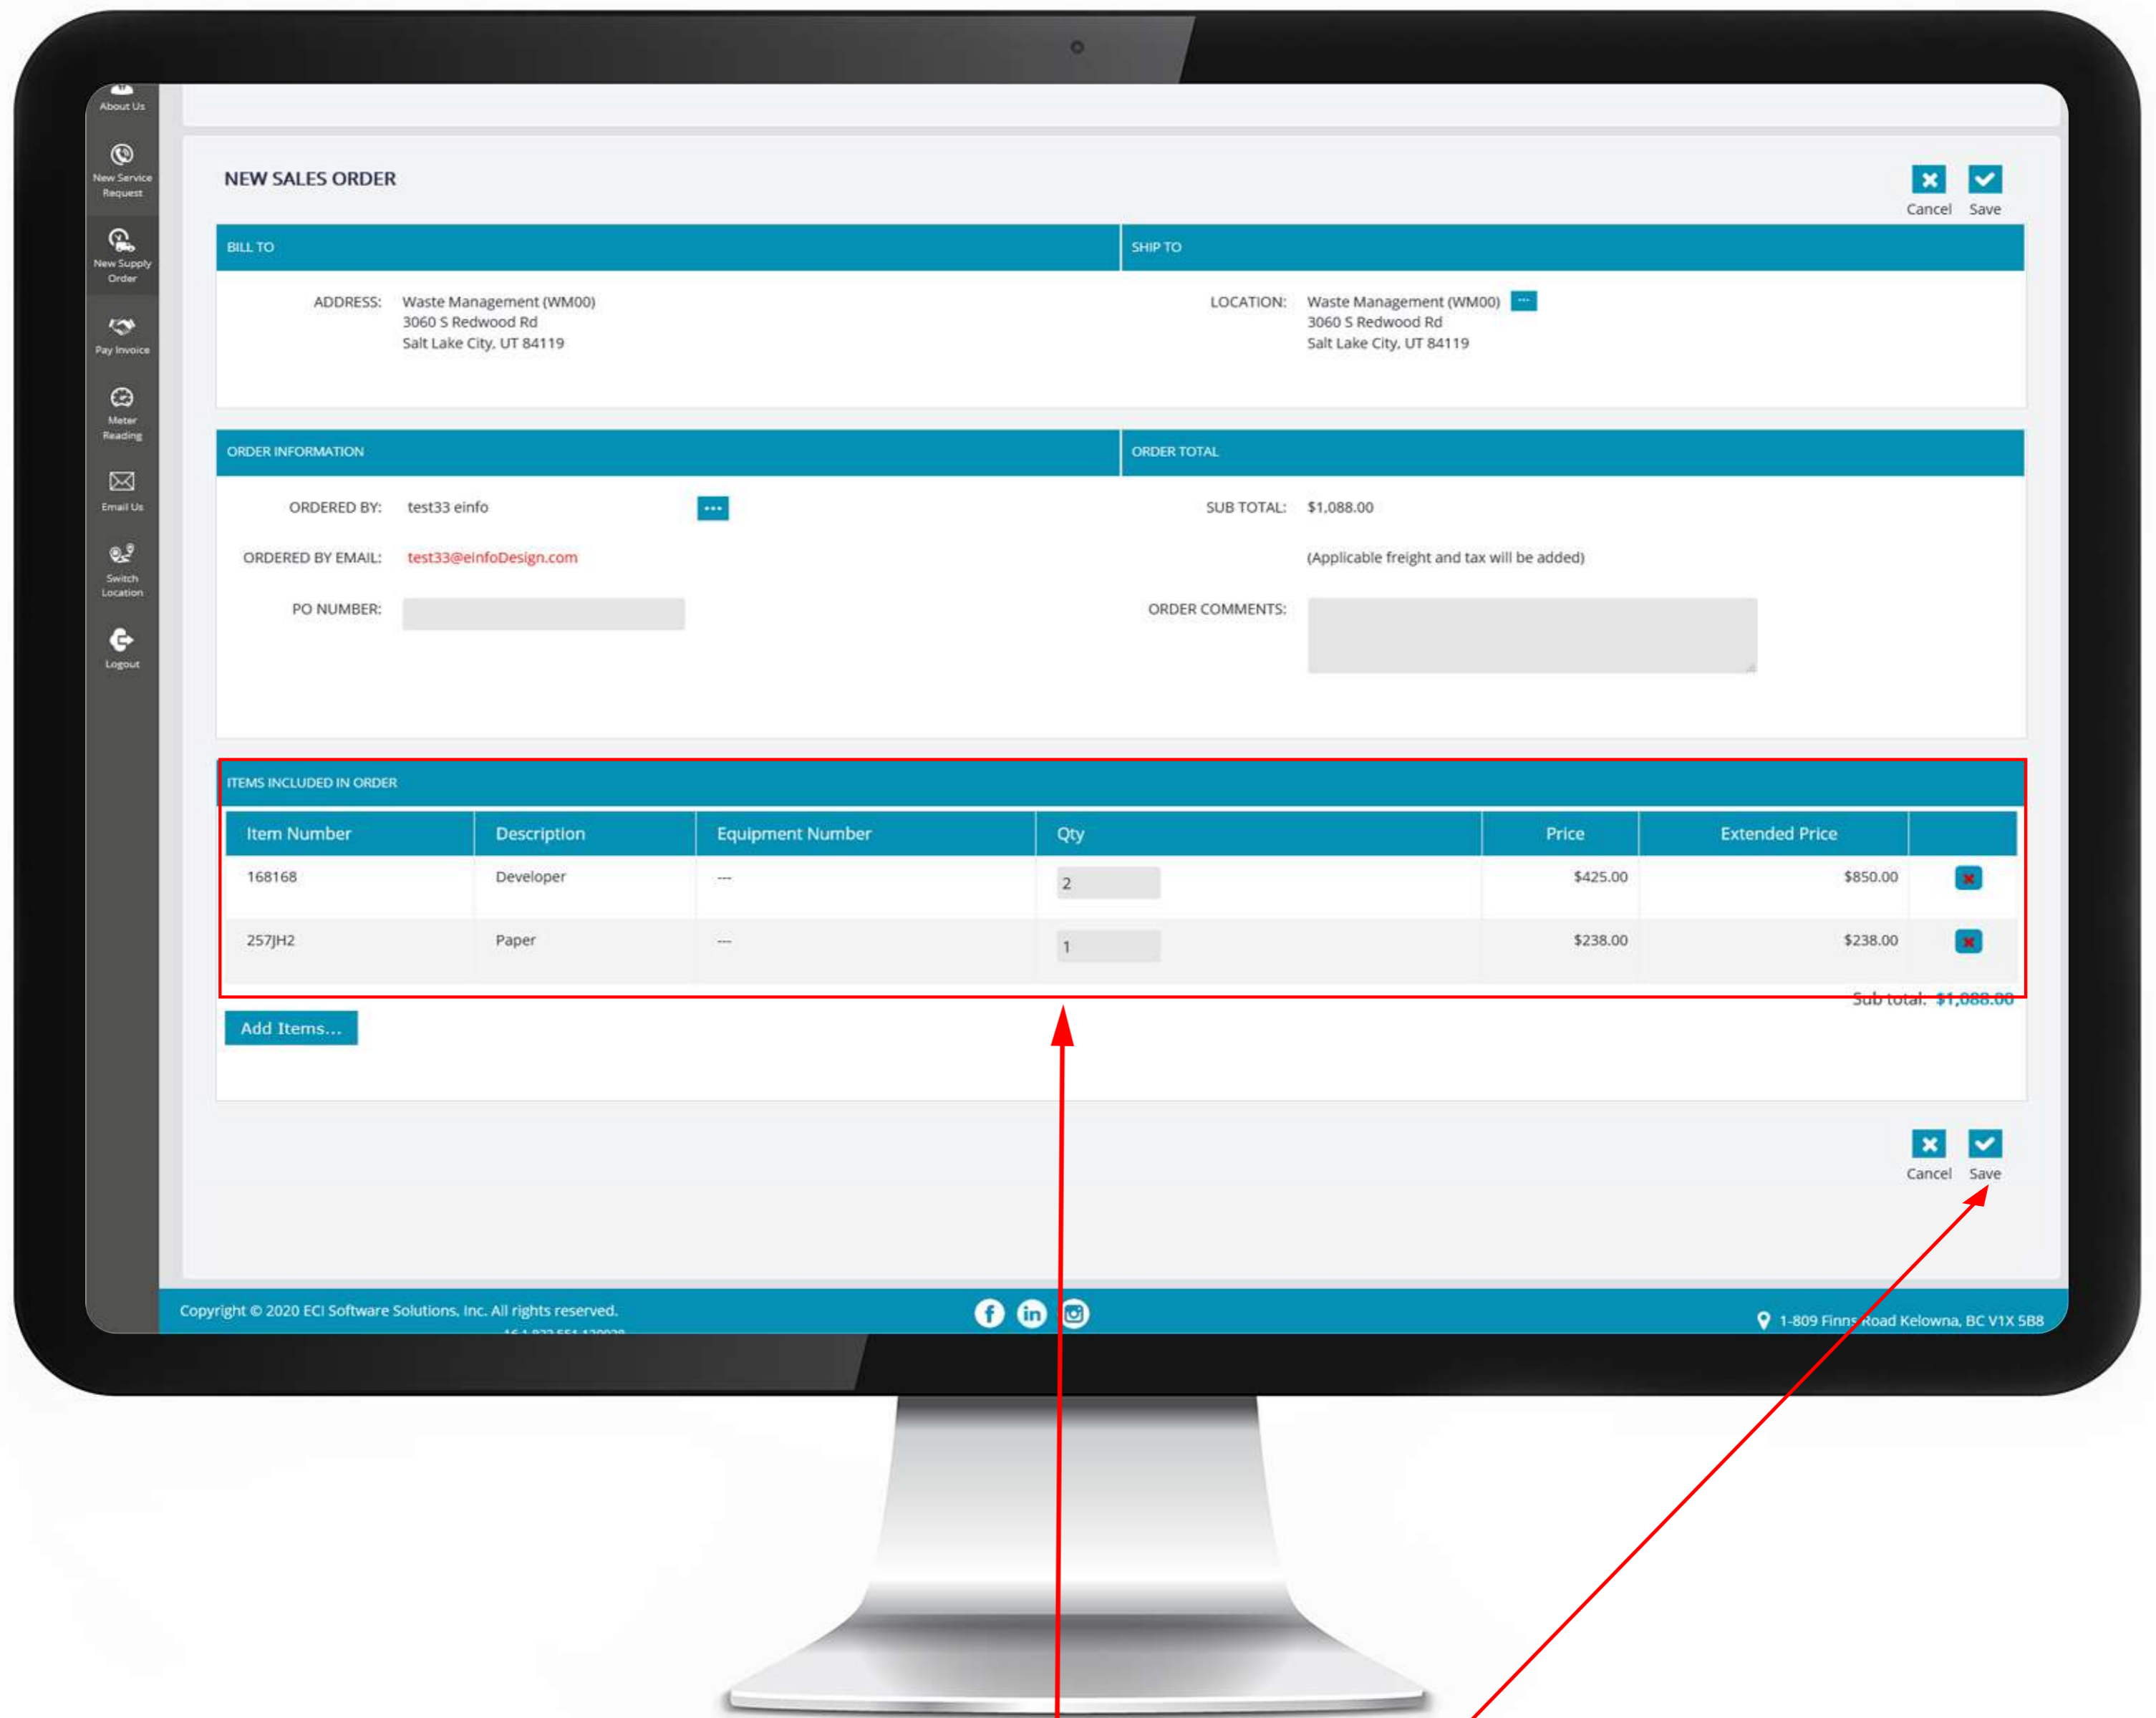 About Us
New Service
Request
New Supply
Order
Pay Invoice
Meter
Reading
Email Us
Switch
Location
Logout
NEW SALES ORDER
Cancel Save
BILL TO
SHIP TO
ADDRESS: Waste Management (WM00)
3060 S Redwood Rd
Salt Lake City, UT 84119
LOCATION: Waste Management (WM00) ...
3060 S Redwood Rd
Salt Lake City, UT 84119
ORDER INFORMATION
ORDER TOTAL
ORDERED BY: test33 einfo ...
SUB TOTAL: $1,088.00
ORDERED BY EMAIL: test33@einfoDesign.com
(Applicable freight and tax will be added)
PO NUMBER:
ORDER COMMENTS:
ITEMS INCLUDED IN ORDER
Item Number Description Equipment Number Qty Price Extended Price
168168 Developer --- 2 $425.00 $850.00
257JH2 Paper --- 1 $238.00 $238.00
Sub total: $1,088.00
Add Items...
Cancel Save
Copyright © 2020 ECI Software Solutions, Inc. All rights reserved.
f in
1-809 Finns Road Kelowna, BC V1X 5B8